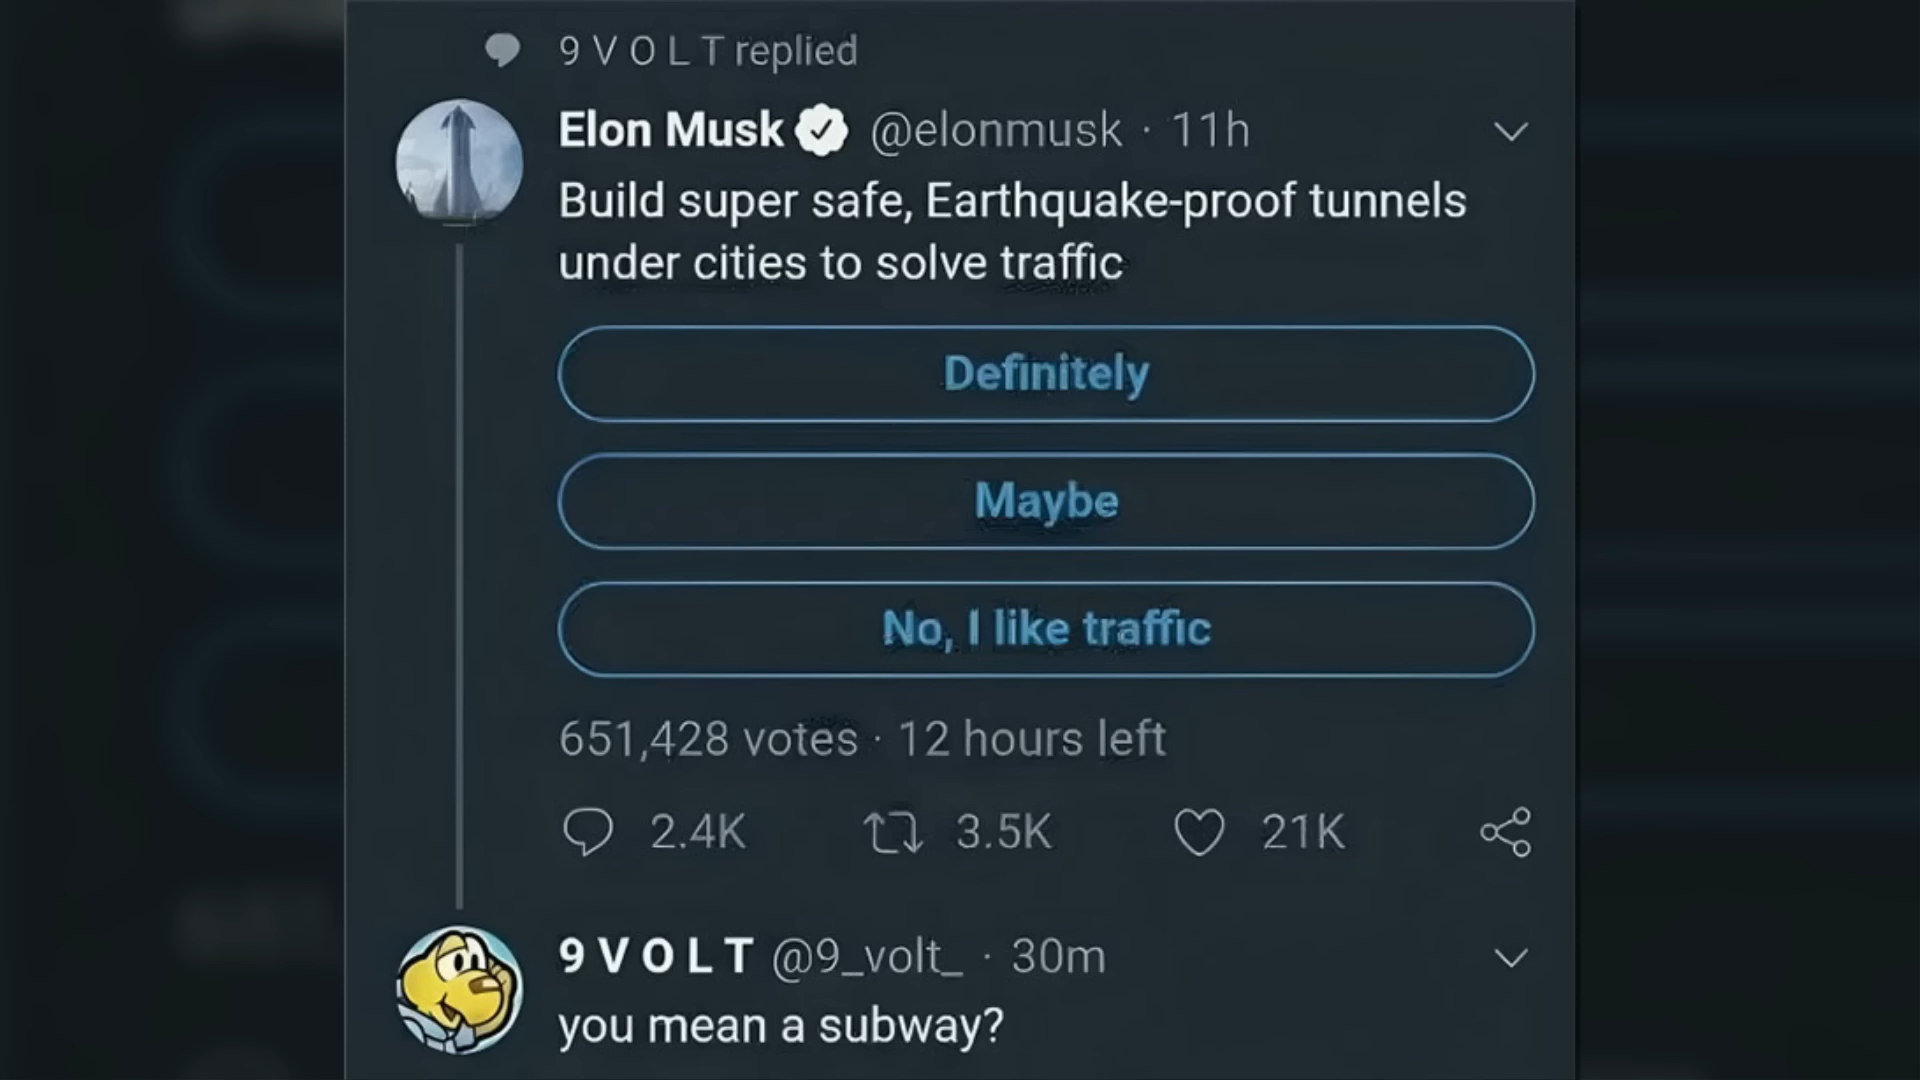 9 V O L T replied
Elon Musk @elonmusk · 11h
Build super safe, Earthquake-proof tunnels
under cities to solve traffic
Definitely
Maybe
No, I like traffic
651,428 votes · 12 hours left
2.4K 3.5K 21K
9 V O L T @9_volt_ · 30m
you mean a subway?